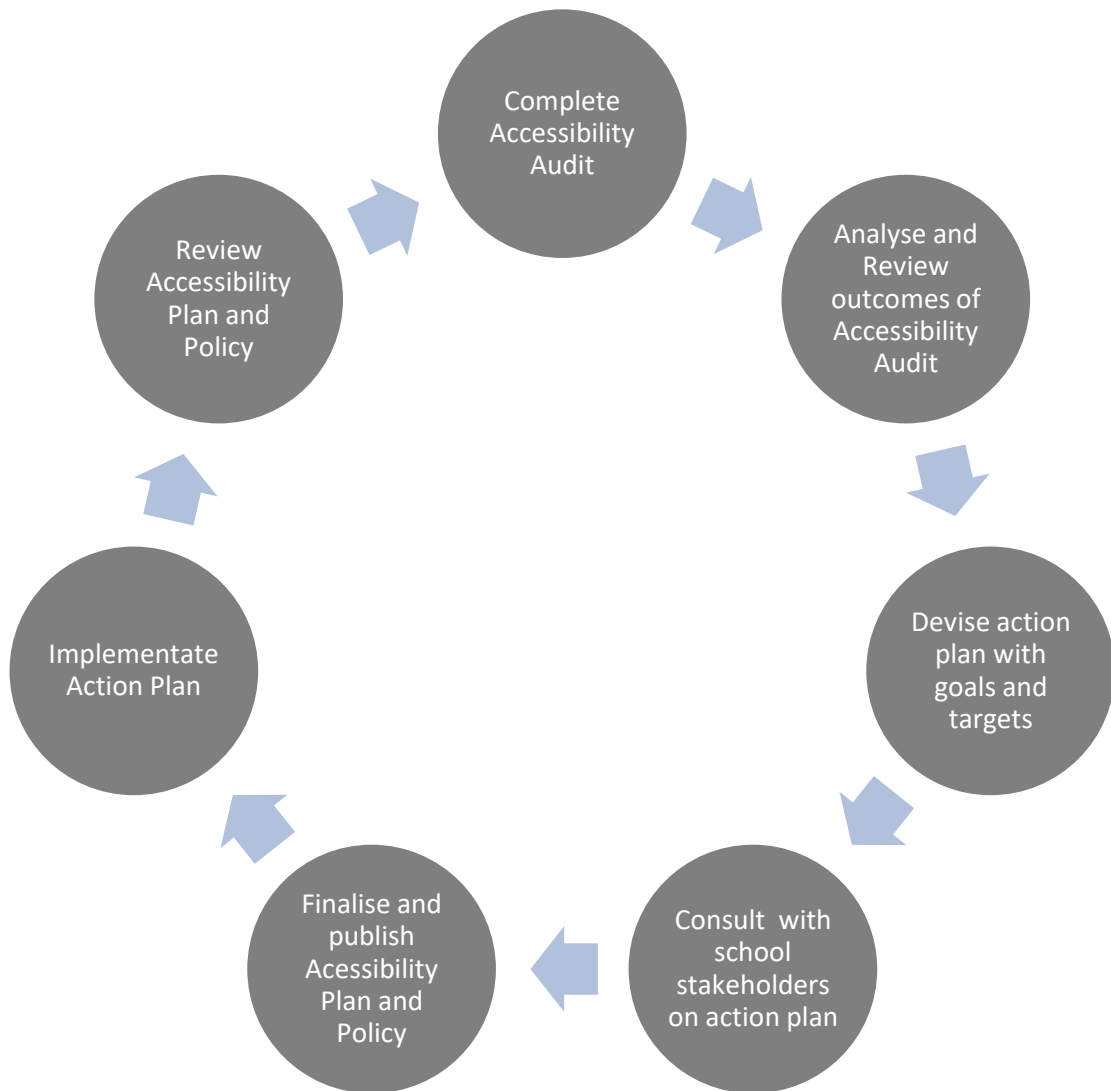 Complete
Accessibility
Audit
Analyse and
Review
outcomes of
Accessibility
Audit
Devise action
plan with
goals and
targets
Consult  with
school
stakeholders
on action plan
Finalise and
publish
Acessibility
Plan and
Policy
Implementate
Action Plan
Review
Accessibility
Plan and
Policy